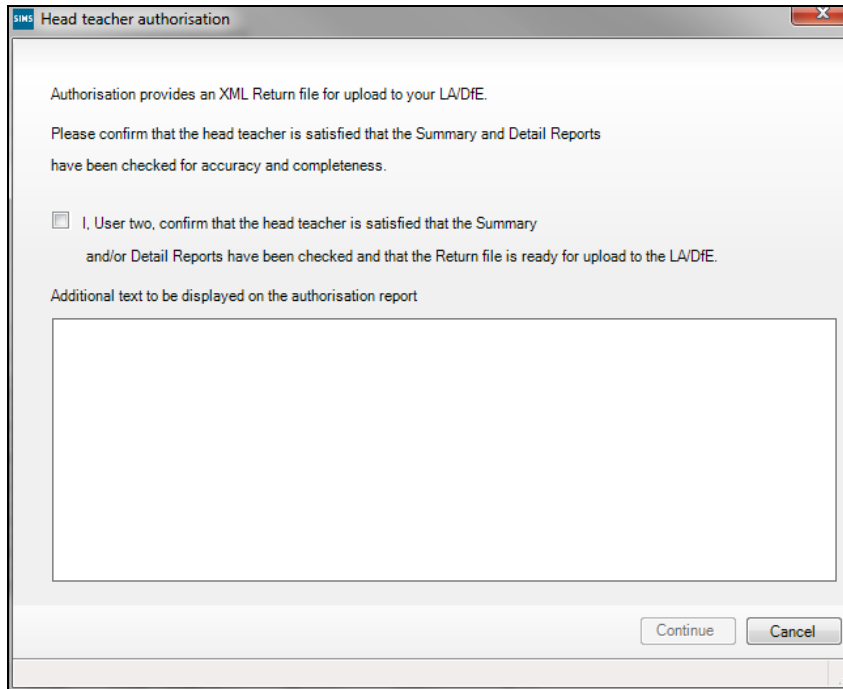 SIMS Head teacher authorisation
Authorisation provides an XML Return file for upload to your LA/DfE.
Please confirm that the head teacher is satisfied that the Summary and Detail Reports
have been checked for accuracy and completeness.
I, User two, confirm that the head teacher is satisfied that the Summary
and/or Detail Reports have been checked and that the Return file is ready for upload to the LA/DfE.
Additional text to be displayed on the authorisation report
Continue Cancel